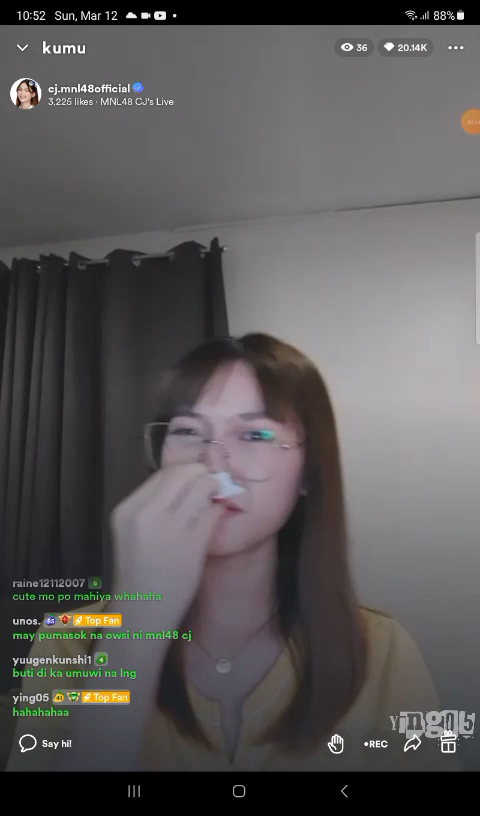 10:52 Sun, Mar 12 88%
kumu 36 20.14K
cj.mnl48official
3,225 likes · MNL48 CJ's Live
raine12112007 6
cute mo po mahiya whahaha
unos. Top Fan
may pumasok na owsi ni mnl48 cj
yuugenkunshi1
buti di ka umuwi na lng
ying05 Top Fan
hahahahaa
Ying05
Say hi! •REC